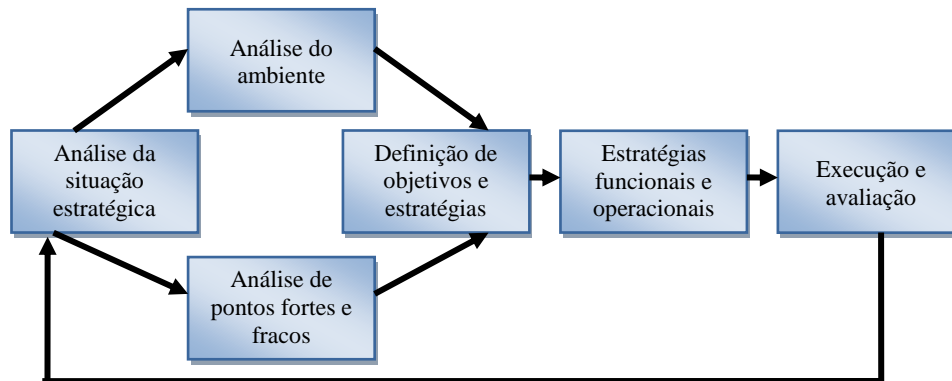 Análise do
ambiente
Análise da
situação
estratégica
Definição de
objetivos e
estratégias
Estratégias
funcionais e
operacionais
Execução e
avaliação
Análise de
pontos fortes e
fracos